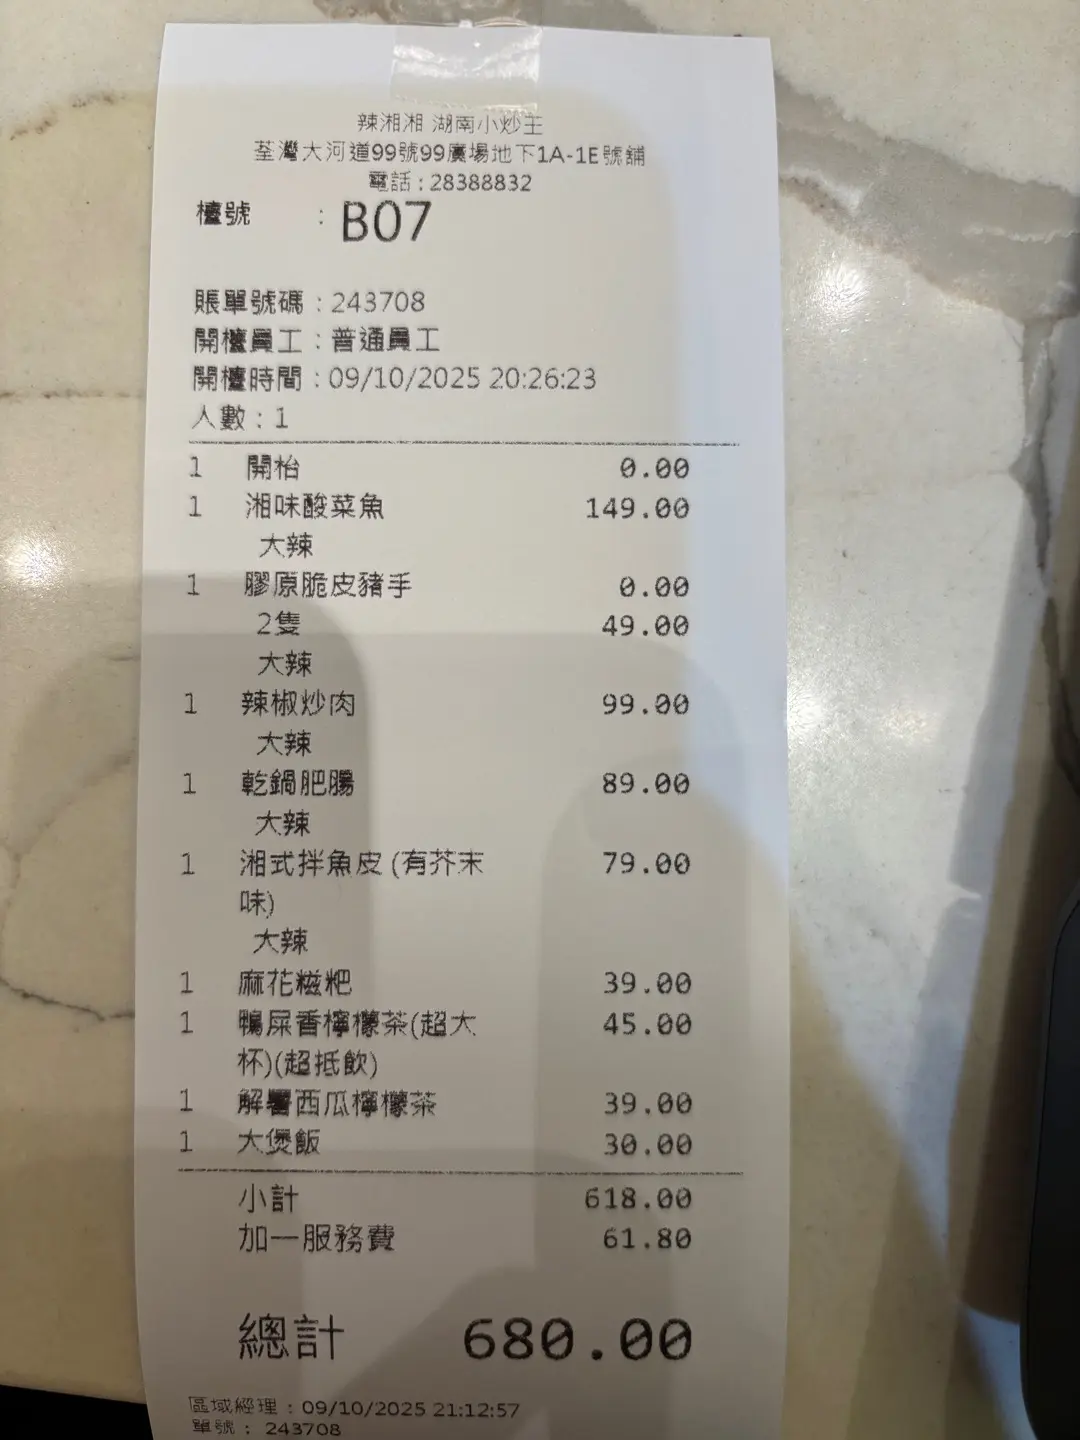 辣湘湘 湖南小炒王
荃灣大河道99號99廣場地下1A-1E號舖
電話：28388832
檯號 ： B07
賬單號碼：243708
開檯員工：普通員工
開檯時間：09/10/2025 20:26:23
人數：1
1 開枱 0.00
1 湘味酸菜魚 149.00
大辣
1 膠原脆皮豬手 0.00
2隻 49.00
大辣
1 辣椒炒肉 99.00
大辣
1 乾鍋肥腸 89.00
大辣
1 湘式拌魚皮 (有芥末 79.00
味)
大辣
1 麻花糍粑 39.00
1 鴨屎香檸檬茶(超大 45.00
杯)(超抵飲)
1 解暑西瓜檸檬茶 39.00
1 大煲飯 30.00
小計 618.00
加一服務費 61.80
總計 680.00
區域經理：09/10/2025 21:12:57
單號： 243708